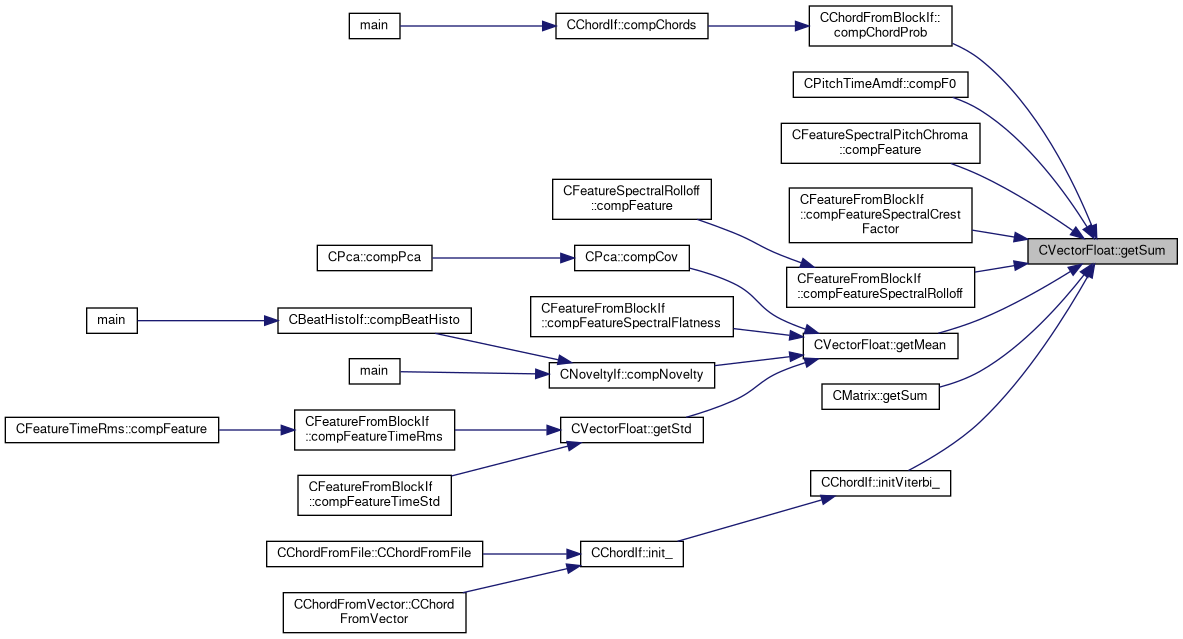 main
CChordIf::compChords
CChordFromBlockIf::
compChordProb
CPitchTimeAmdf::compF0
CFeatureSpectralPitchChroma
::compFeature
CFeatureSpectralRolloff
::compFeature
CFeatureFromBlockIf
::compFeatureSpectralCrest
Factor
CVectorFloat::getSum
CPca::compPca
CPca::compCov
CFeatureFromBlockIf
::compFeatureSpectralRolloff
main
CBeatHistoIf::compBeatHisto
CFeatureFromBlockIf
::compFeatureSpectralFlatness
CVectorFloat::getMean
main
CNoveltyIf::compNovelty
CMatrix::getSum
CFeatureTimeRms::compFeature
CFeatureFromBlockIf
::compFeatureTimeRms
CVectorFloat::getStd
CFeatureFromBlockIf
::compFeatureTimeStd
CChordIf::initViterbi_
CChordFromFile::CChordFromFile
CChordIf::init_
CChordFromVector::CChord
FromVector